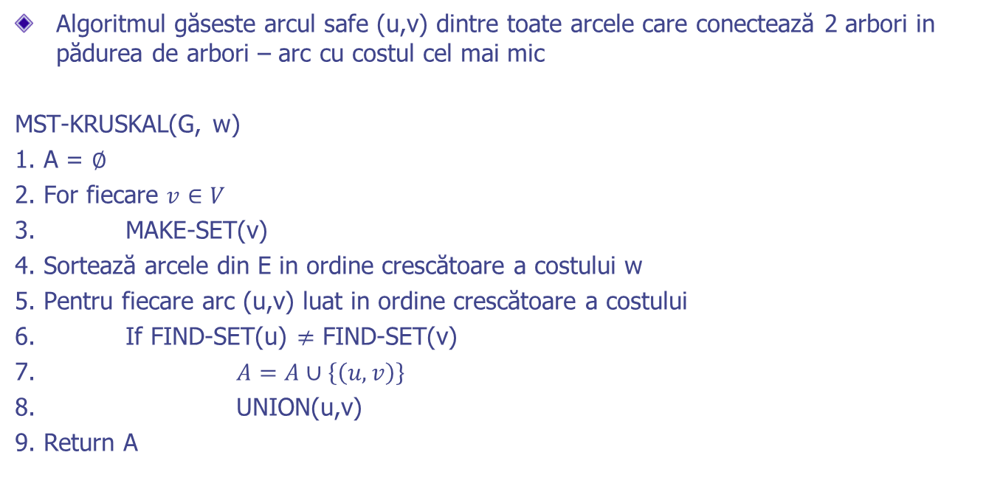 Algoritmul găseste arcul safe (u,v) dintre toate arcele care conectează 2 arbori in
pădurea de arbori – arc cu costul cel mai mic
MST-KRUSKAL(G, w)
1. A = ∅
2. For fiecare 𝑣 ∈ 𝑉
3. MAKE-SET(v)
4. Sortează arcele din E in ordine crescătoare a costului w
5. Pentru fiecare arc (u,v) luat in ordine crescătoare a costului
6. If FIND-SET(u) ≠ FIND-SET(v)
7. 𝐴 = 𝐴 ∪ {(𝑢, 𝑣)}
8. UNION(u,v)
9. Return A